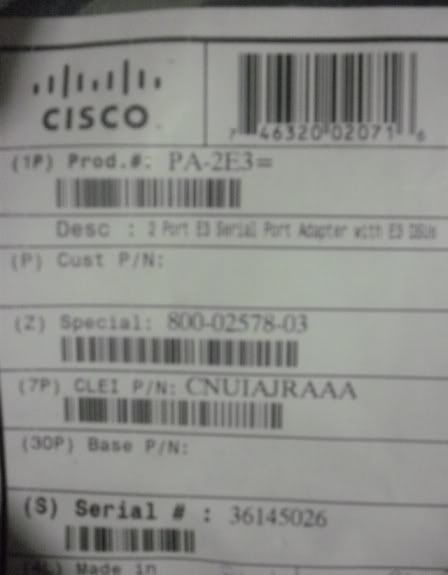 CISCO
7 46320 02071 6
(1P) Prod.#: PA-2E3=
Desc : 2 Port E3 Serial Port Adapter with E3 DSUs
(P) Cust P/N:
(Z) Special: 800-02578-03
(7P) CLEI P/N: CNUIAJRAAA
(30P) Base P/N:
(S) Serial # : 36145026
(4L) Made in